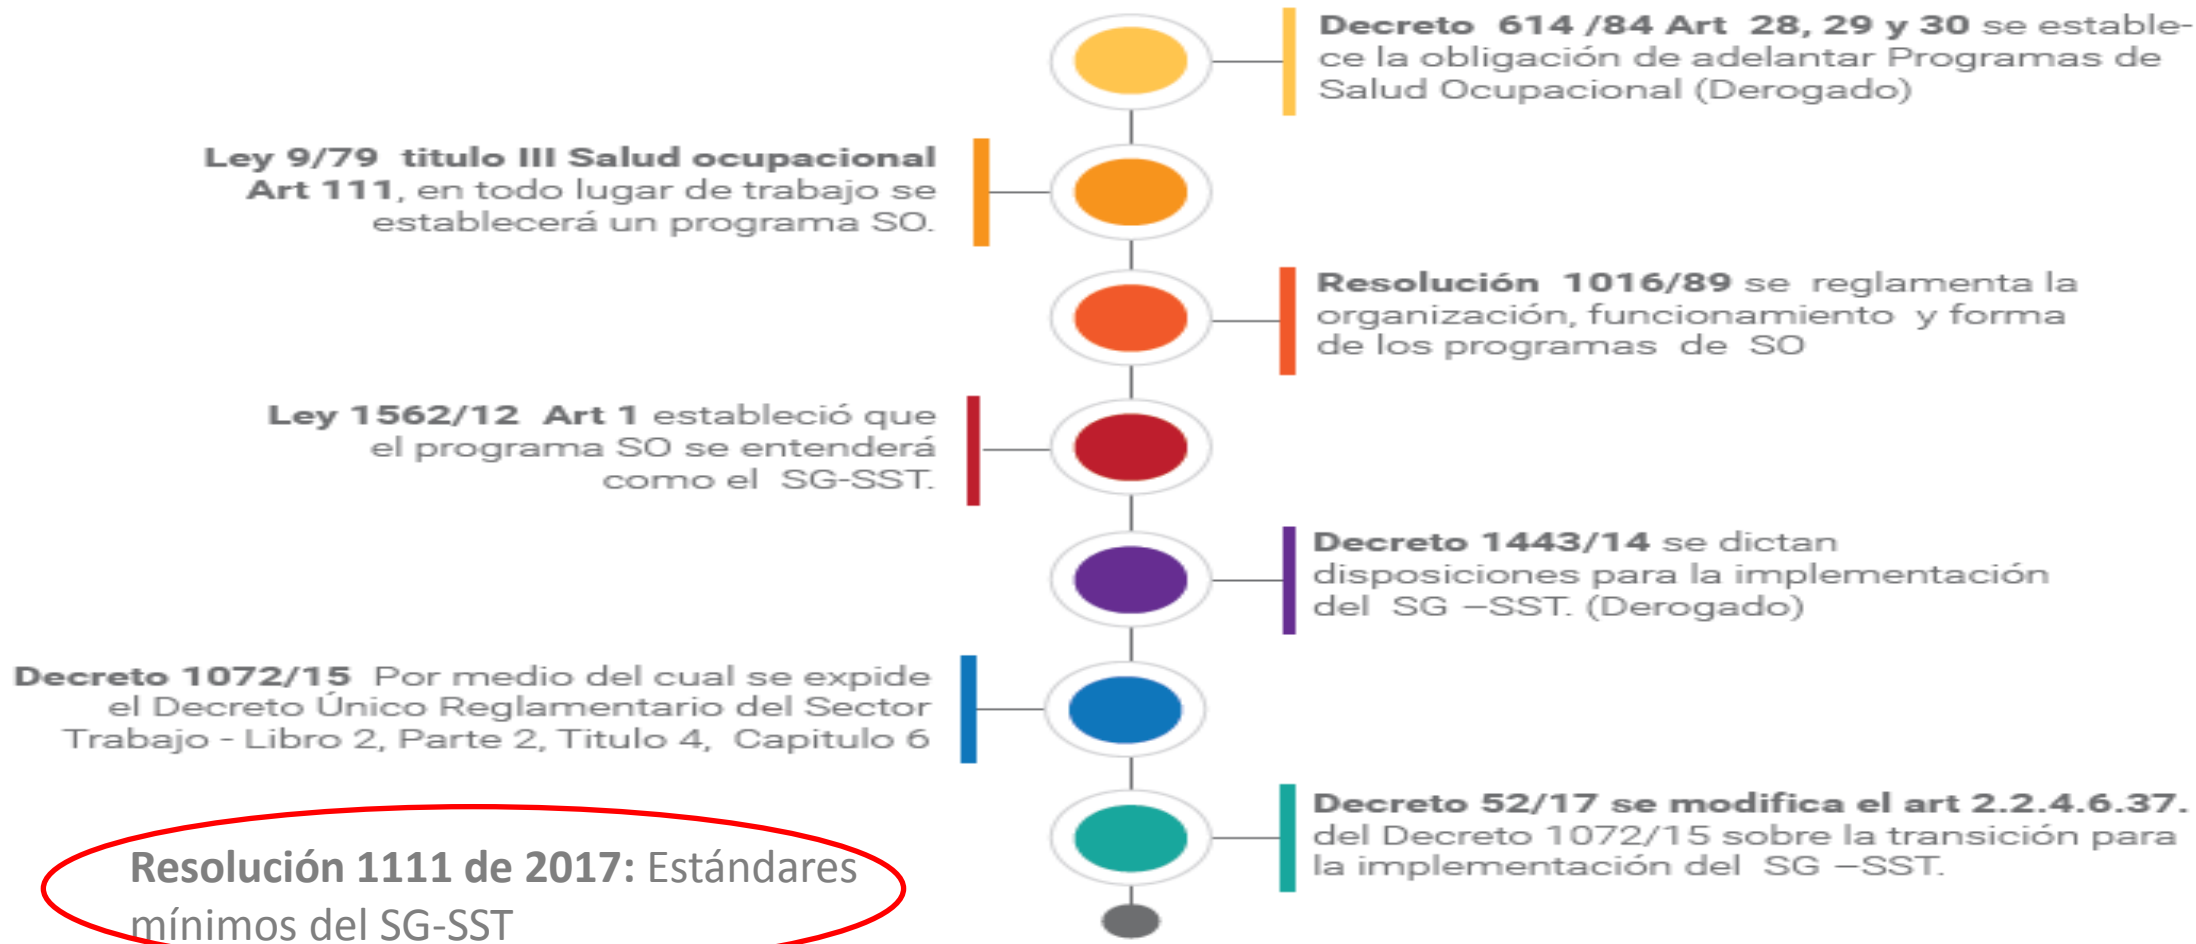 Decreto 614 /84 Art 28, 29 y 30 se estable-
ce la obligación de adelantar Programas de
Salud Ocupacional (Derogado)
Ley 9/79 titulo III Salud ocupacional
Art 111, en todo lugar de trabajo se
establecerá un programa SO.
Resolución 1016/89 se reglamenta la
organización, funcionamiento y forma
de los programas de SO
Ley 1562/12 Art 1 estableció que
el programa SO se entenderá
como el SG-SST.
Decreto 1443/14 se dictan
disposiciones para la implementación
del SG –SST. (Derogado)
Decreto 1072/15 Por medio del cual se expide
el Decreto Único Reglamentario del Sector
Trabajo - Libro 2, Parte 2, Titulo 4, Capitulo 6
Decreto 52/17 se modifica el art 2.2.4.6.37.
del Decreto 1072/15 sobre la transición para
la implementación del SG –SST.
Resolución 1111 de 2017: Estándares
mínimos del SG-SST